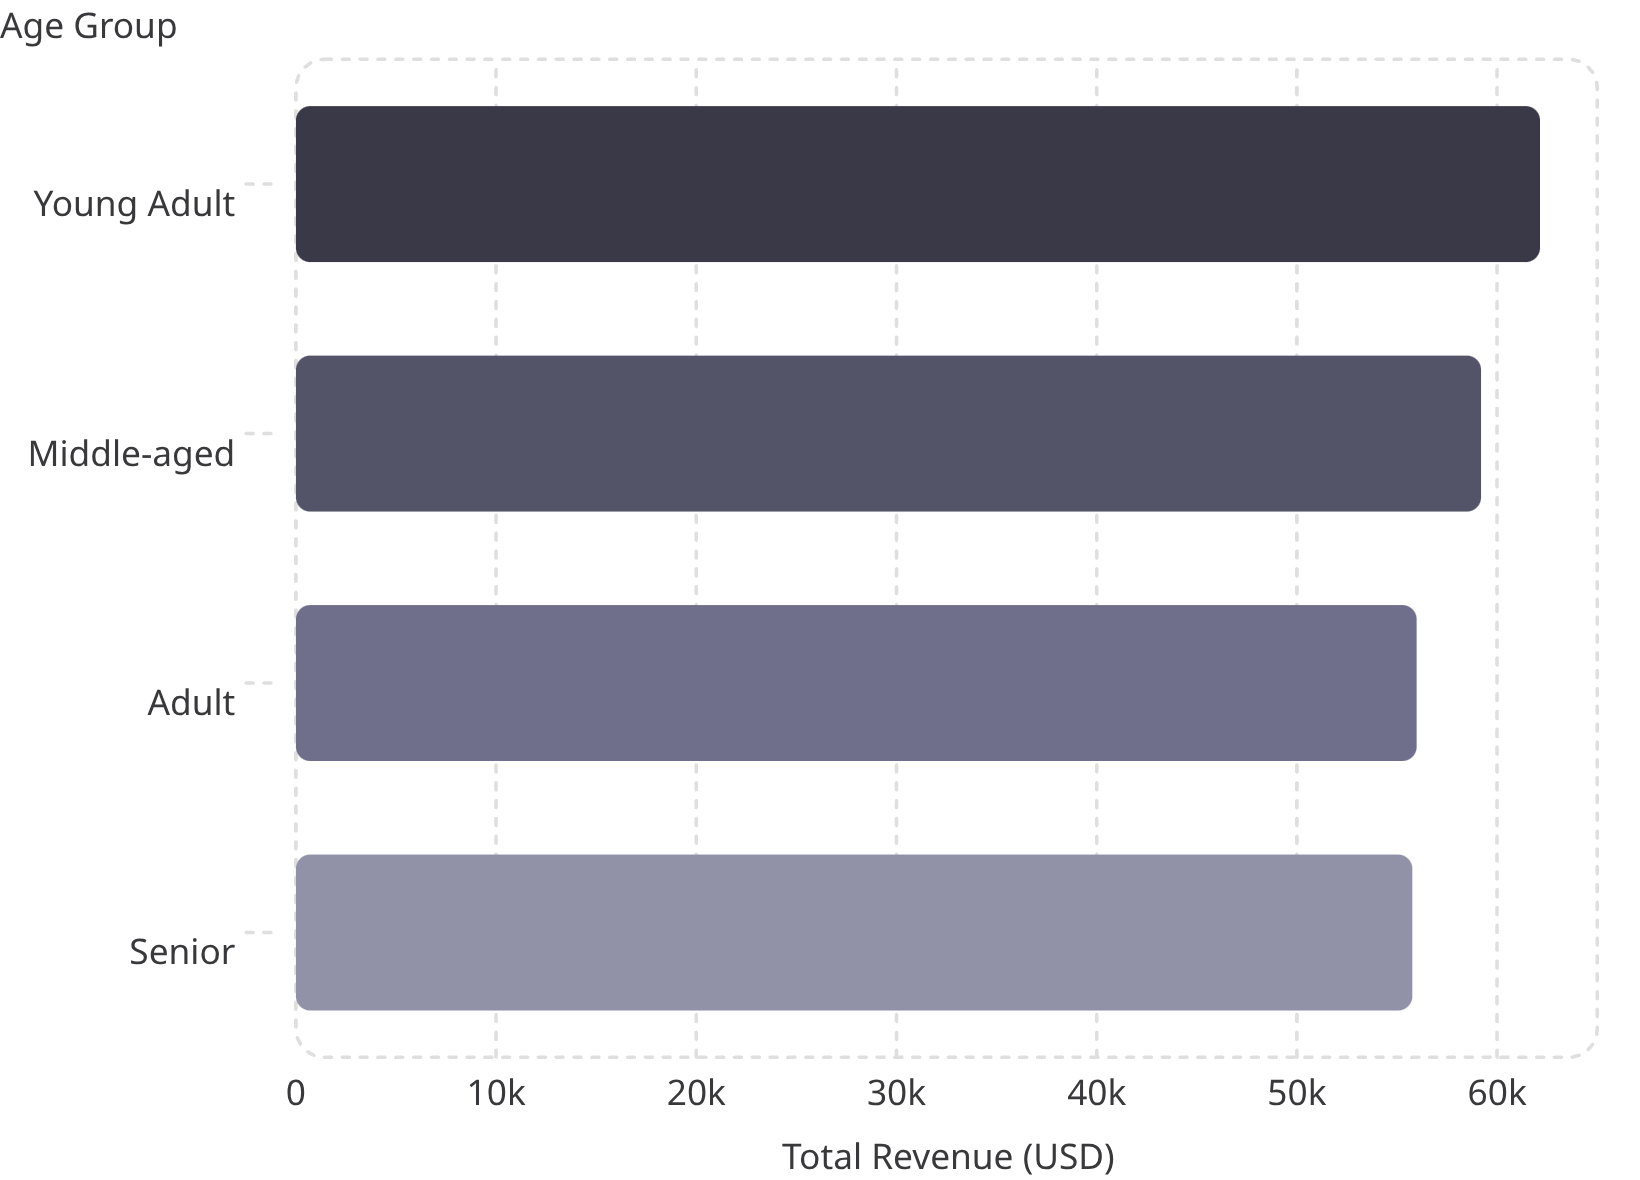 Age Group
Young Adult
Middle-aged
Adult
Senior
0 10k 20k 30k 40k 50k 60k
Total Revenue (USD)